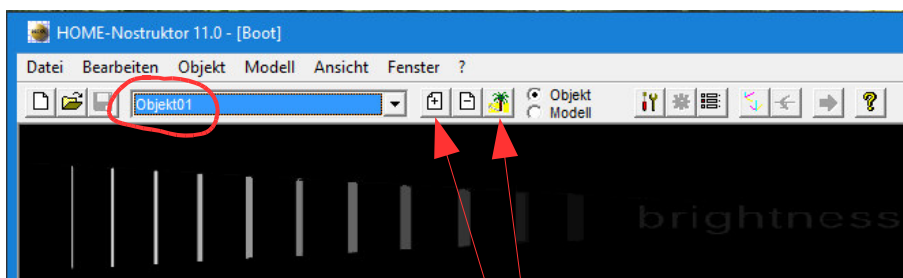 HOME-Nostruktor 11.0 - [Boot]
Datei Bearbeiten Objekt Modell Ansicht Fenster ?
Objekt01 Objekt
Modell
brightness